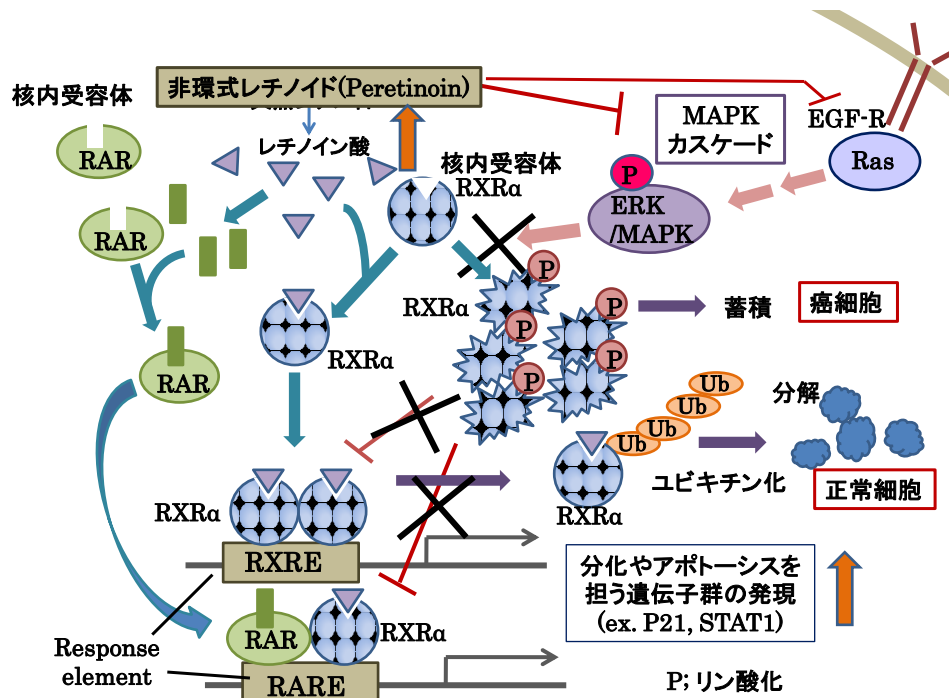 非環式レチノイド(Peretinoin)
核内受容体
RAR
レチノイン酸
核内受容体
RXRα
MAPK
カスケード
EGF-R
Ras
P
ERK
/MAPK
RAR
RXRα
P
P
P
P
P
蓄積
癌細胞
RXRα
RAR
Ub
Ub
Ub
Ub
分解
ユビキチン化
正常細胞
RXRα
RXRα
RXRE
分化やアポトーシスを
担う遺伝子群の発現
(ex. P21, STAT1)
RAR
RXRα
Response
element
RARE
P; リン酸化